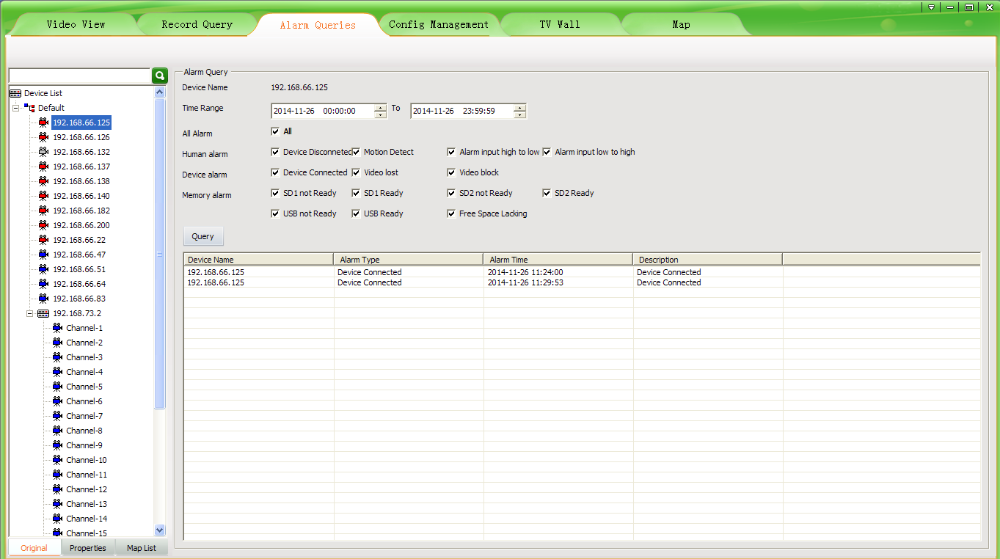 Video View Record Query Alarm Queries Config Management TV Wall Map
Device List
Default
192.168.66.125
192.168.66.126
192.168.66.132
192.168.66.137
192.168.66.138
192.168.66.140
192.168.66.182
192.168.66.200
192.168.66.22
192.168.66.47
192.168.66.51
192.168.66.64
192.168.66.83
192.168.73.2
Channel-1
Channel-2
Channel-3
Channel-4
Channel-5
Channel-6
Channel-7
Channel-8
Channel-9
Channel-10
Channel-11
Channel-12
Channel-13
Channel-14
Channel-15
Original Properties Map List
Alarm Query
Device Name 192.168.66.125
Time Range 2014-11-26 00:00:00 To 2014-11-26 23:59:59
All Alarm All
Human alarm Device Disconneted Motion Detect Alarm input high to low Alarm input low to high
Device alarm Device Connected Video lost Video block
Memory alarm SD1 not Ready SD1 Ready SD2 not Ready SD2 Ready
USB not Ready USB Ready Free Space Lacking
Query
Device Name Alarm Type Alarm Time Description
192.168.66.125 Device Connected 2014-11-26 11:24:00 Device Connected
192.168.66.125 Device Connected 2014-11-26 11:29:53 Device Connected